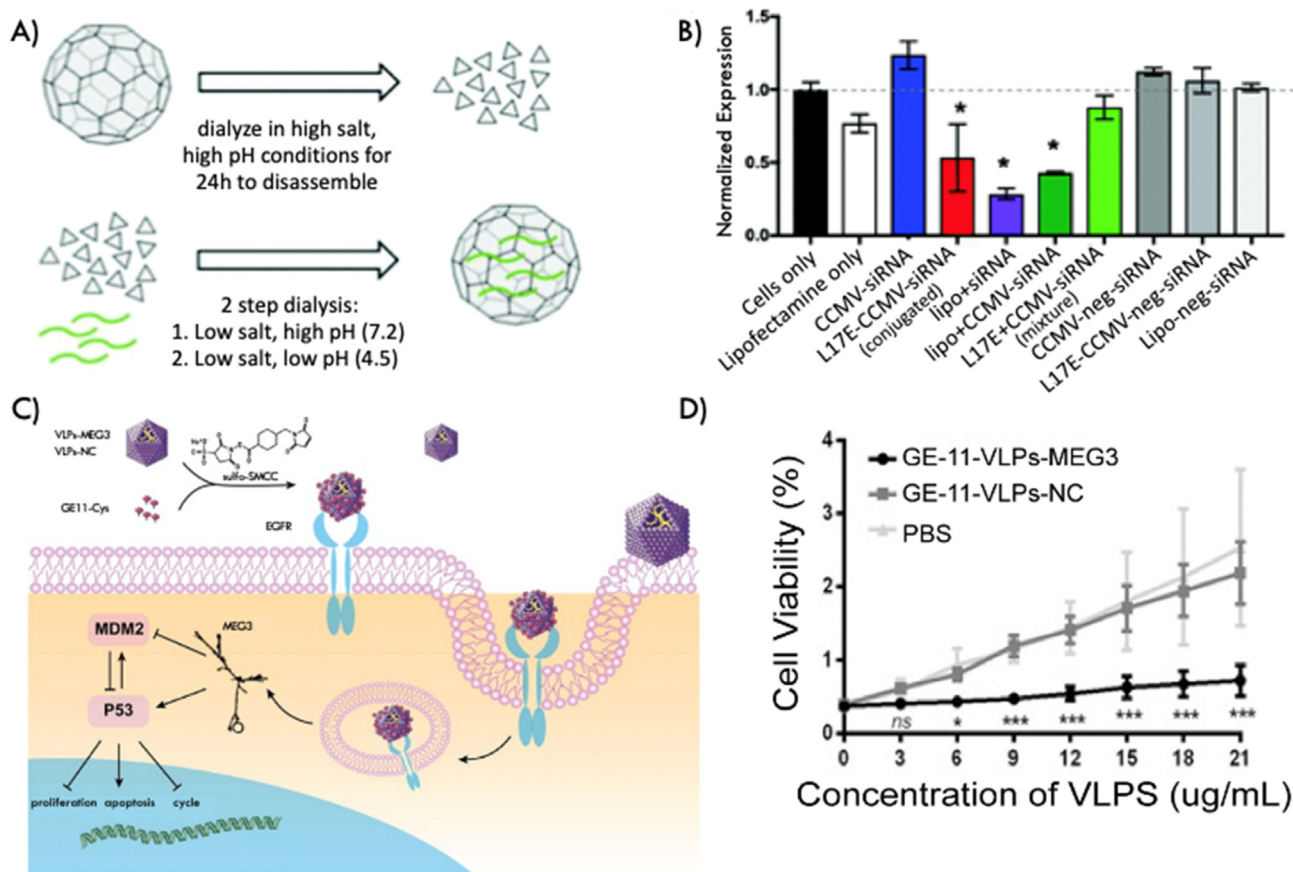 A)
dialyze in high salt,
high pH conditions for
24h to disassemble
2 step dialysis:
1. Low salt, high pH (7.2)
2. Low salt, low pH (4.5)
B)
Normalized Expression
1.5
1.0
0.5
0.0
*
*
*
Cells only
Lipofectamine only
CCMV-siRNA
L17E-CCMV-siRNA
(conjugated)
lipo+siRNA
lipo+CCMV-siRNA
L17E+CCMV-siRNA
(mixture)
CCMV-neg-siRNA
L17E-CCMV-neg-siRNA
Lipo-neg-siRNA
C)
VLPs-MEG3
VLPs-NC
sulfo-SMCC
GE11-Cys
EGFR
MDM2
MEG3
P53
proliferation apoptosis cycle
D)
Cell Viability (%)
4
3
2
1
0
GE-11-VLPs-MEG3
GE-11-VLPs-NC
PBS
ns * *** *** *** *** ***
0 3 6 9 12 15 18 21
Concentration of VLPS (ug/mL)